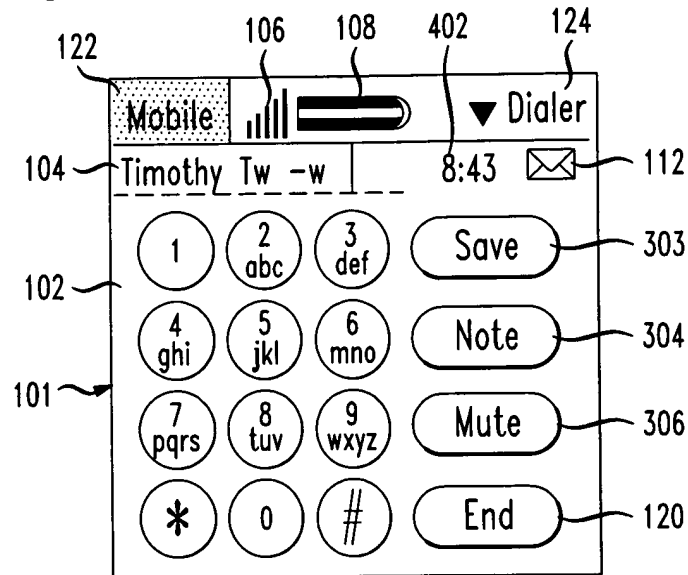 106 108 402 124
122
Mobile ▼ Dialer
104 Timothy Tw -w 8:43 112
1 2 abc 3 def Save 303
102
4 ghi 5 jkl 6 mno Note 304
101
7 pqrs 8 tuv 9 wxyz Mute 306
* 0 # End 120